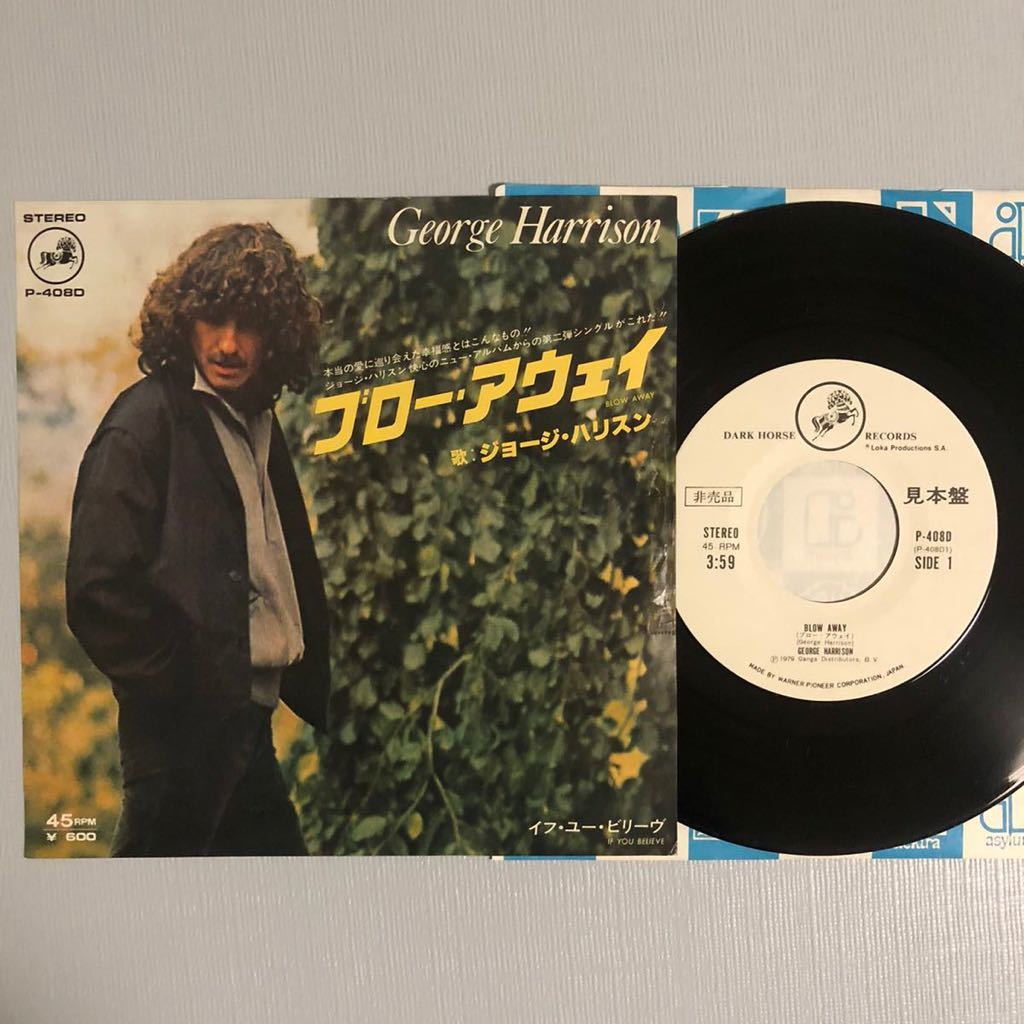 STEREO
P-408D
George Harrison
本当の愛に巡り会えた幸福感とはこんなもの!!
ジョージ・ハリスン快心のニュー・アルバムからの第二弾シングルがこれだ!!
ブロー・アウェイ
BLOW AWAY
歌:ジョージ・ハリスン
45RPM
¥ 600
イフ・ユー・ビリーヴ
IF YOU BELIEVE
DARK HORSE RECORDS
℗ Loka Productions S.A.
非売品
見本盤
STEREO
45 RPM
3:59
P-408D
(P-408D1)
SIDE 1
BLOW AWAY
(ブロー・アウェイ)
(George Harrison)
GEORGE HARRISON
℗ 1979 Ganga Distributors, B. V.
MADE BY WARNER-PIONEER CORPORATION, JAPAN.
asylum